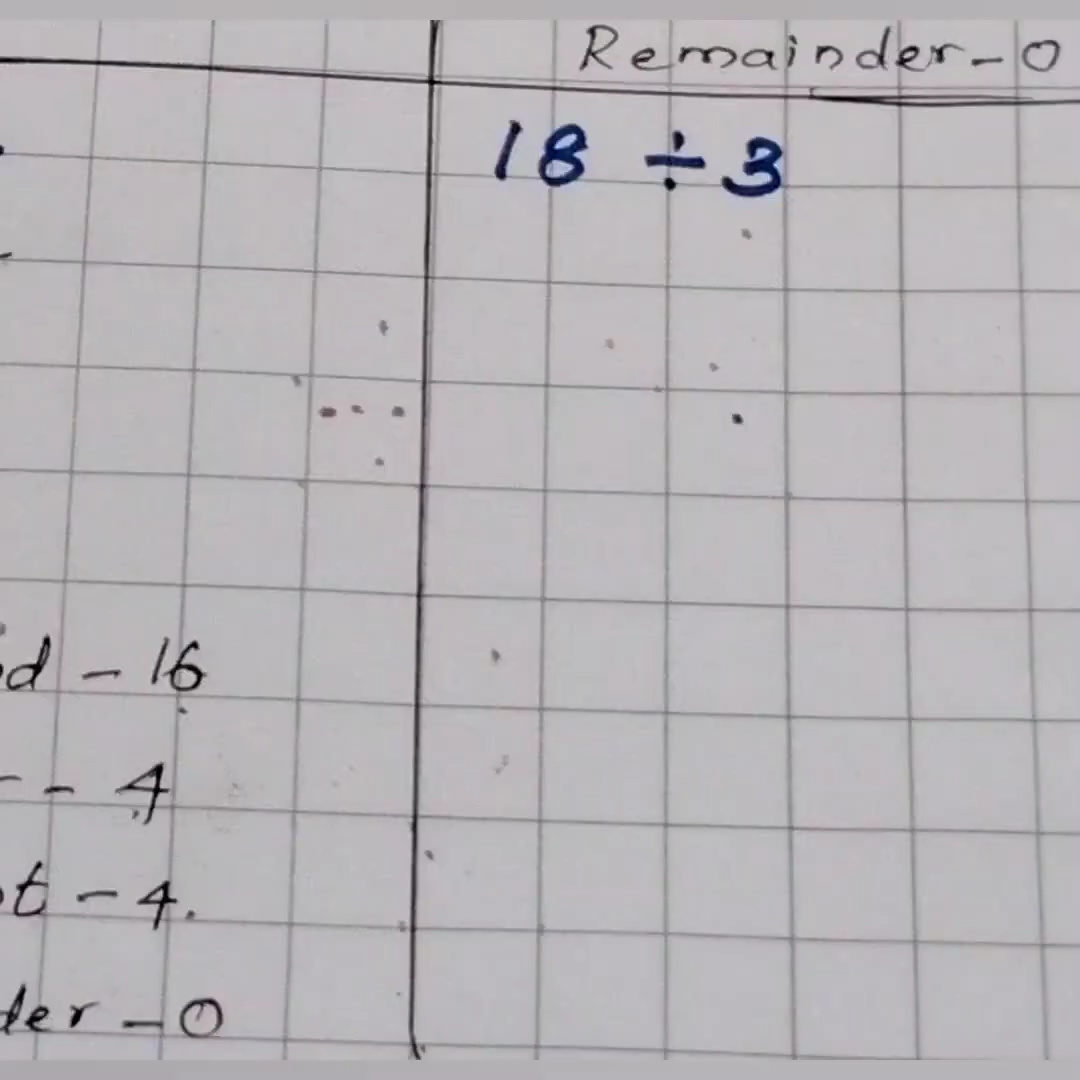 Remainder - 0
18 ÷ 3
d - 16
- 4
t - 4.
der - 0